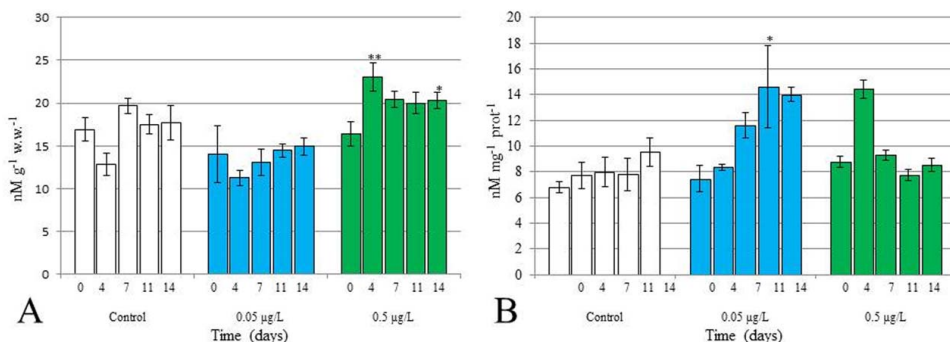 30
25
20
15
10
5
0
nM g⁻¹ w.w.⁻¹
** *
0 4 7 11 14 0 4 7 11 14 0 4 7 11 14
Control 0.05 µg/L 0.5 µg/L
Time (days)
A
20
18
16
14
12
10
8
6
4
2
0
nM mg⁻¹ prot⁻¹
*
0 4 7 11 14 0 4 7 11 14 0 4 7 11 14
Control 0.05 µg/L 0.5 µg/L
Time (days)
B